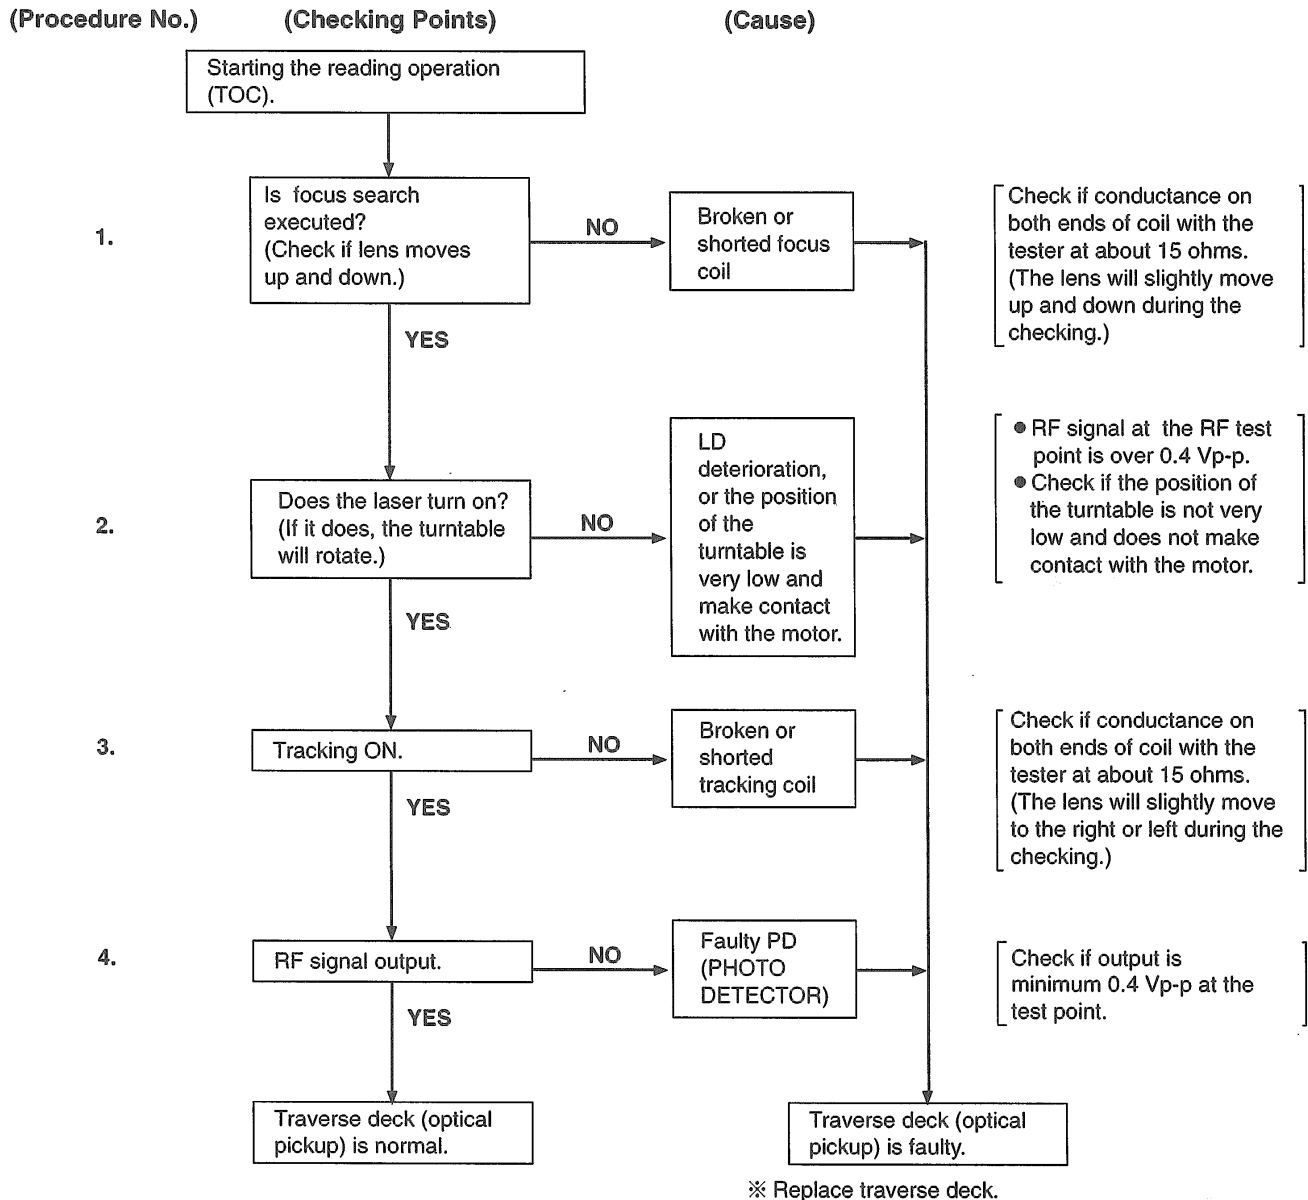 (Procedure No.) (Checking Points) (Cause)
Starting the reading operation
(TOC).
1.
Is focus search
executed?
(Check if lens moves
up and down.)
NO
Broken or
shorted focus
coil
Check if conductance on
both ends of coil with the
tester at about 15 ohms.
(The lens will slightly move
up and down during the
checking.)
YES
2.
Does the laser turn on?
(If it does, the turntable
will rotate.)
NO
LD
deterioration,
or the position
of the
turntable is
very low and
make contact
with the motor.
● RF signal at the RF test
point is over 0.4 Vp-p.
● Check if the position of
the turntable is not very
low and does not make
contact with the motor.
YES
3.
Tracking ON.
NO
Broken or
shorted
tracking coil
Check if conductance on
both ends of coil with the
tester at about 15 ohms.
(The lens will slightly move
to the right or left during the
checking.)
YES
4.
RF signal output.
NO
Faulty PD
(PHOTO
DETECTOR)
Check if output is
minimum 0.4 Vp-p at the
test point.
YES
Traverse deck (optical
pickup) is normal.
Traverse deck (optical
pickup) is faulty.
※ Replace traverse deck.